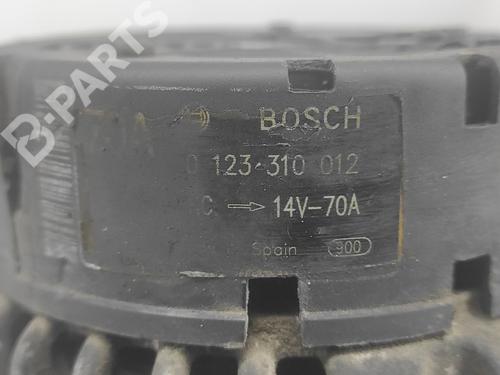 B-PARTS
BOSCH
0 123 310 012
C → 14V-70A
Spain 900